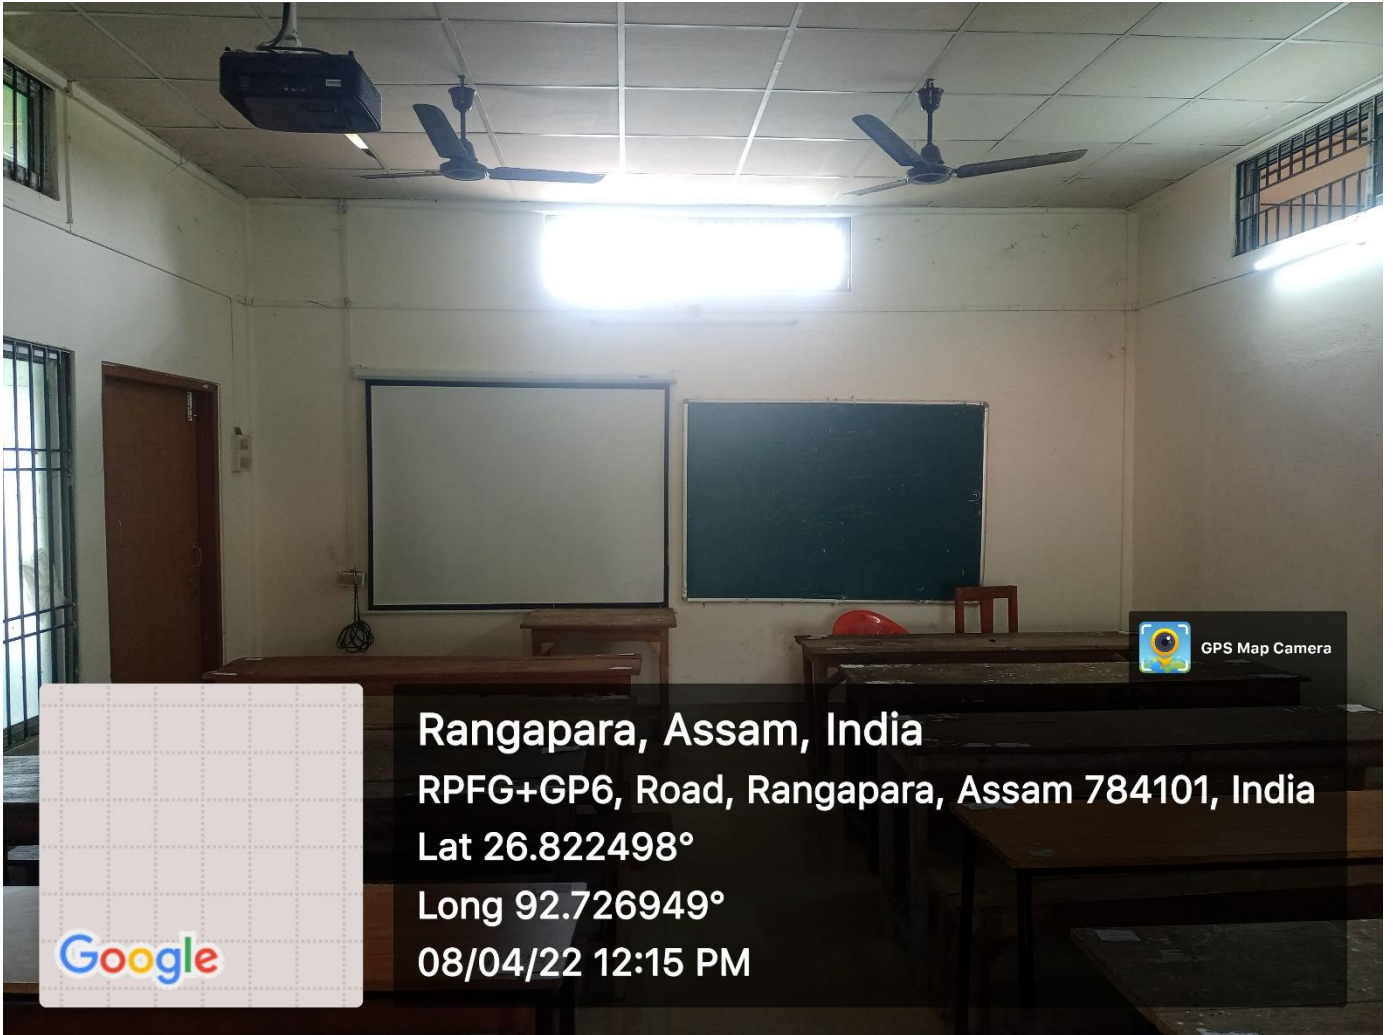 GPS Map Camera
Rangapara, Assam, India
RPFG+GP6, Road, Rangapara, Assam 784101, India
Lat 26.822498°
Long 92.726949°
08/04/22 12:15 PM
Google